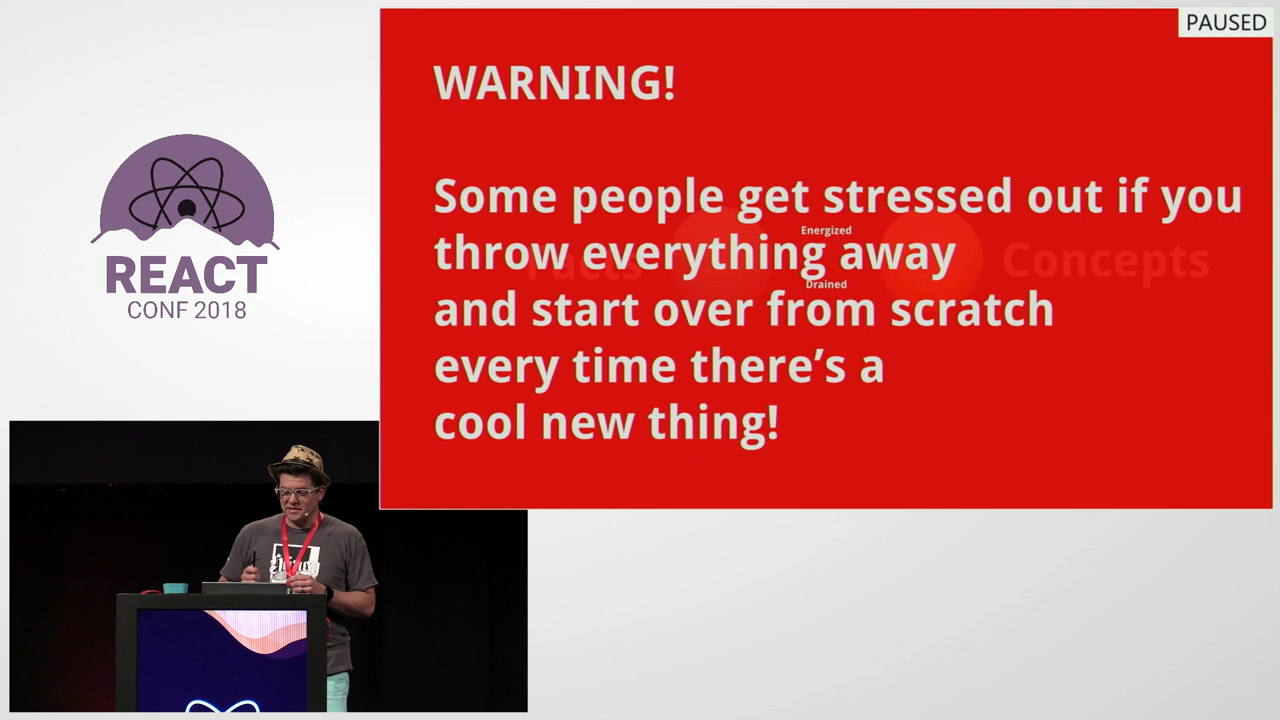 PAUSED
WARNING!
Some people get stressed out if you
Energized
throw everything away
Facts
Concepts
Drained
and start over from scratch
every time there’s a
cool new thing!
REACT
CONF 2018